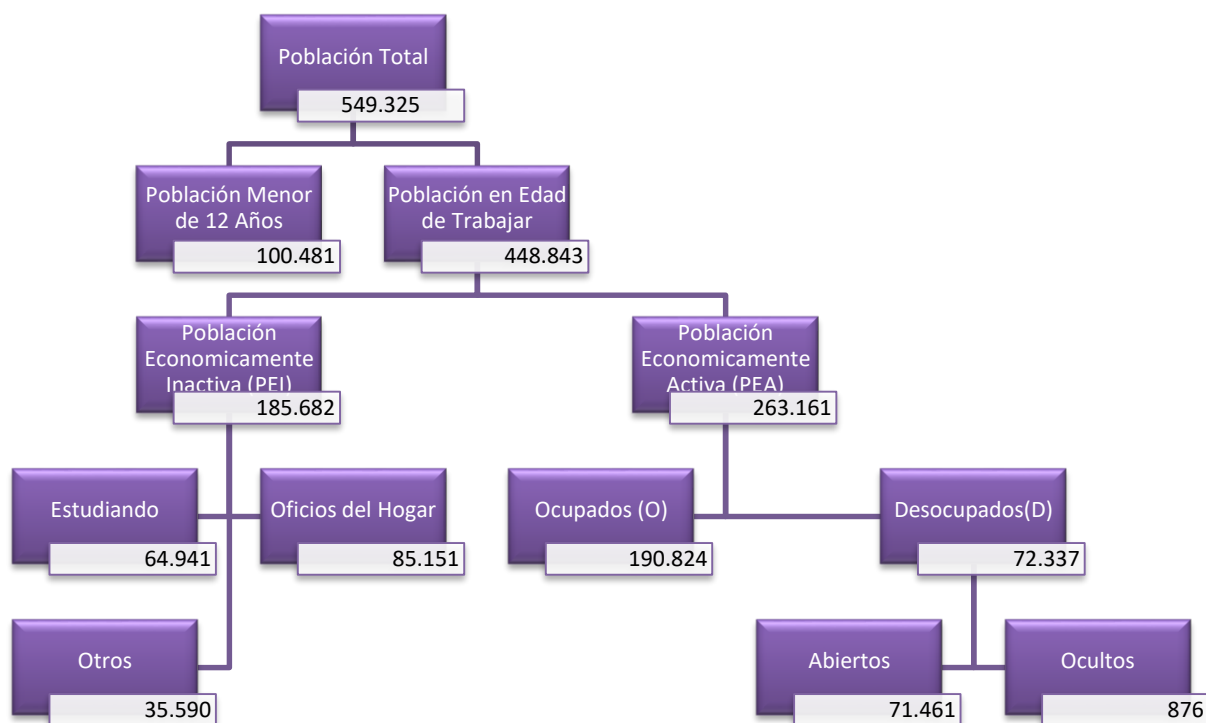 Población Total
549.325
Población Menor
de 12 Años
100.481
Población en Edad
de Trabajar
448.843
Población
Economicamente
Inactiva (PEI)
185.682
Población
Economicamente
Activa (PEA)
263.161
Estudiando
64.941
Oficios del Hogar
85.151
Ocupados (O)
190.824
Desocupados(D)
72.337
Otros
35.590
Abiertos
71.461
Ocultos
876